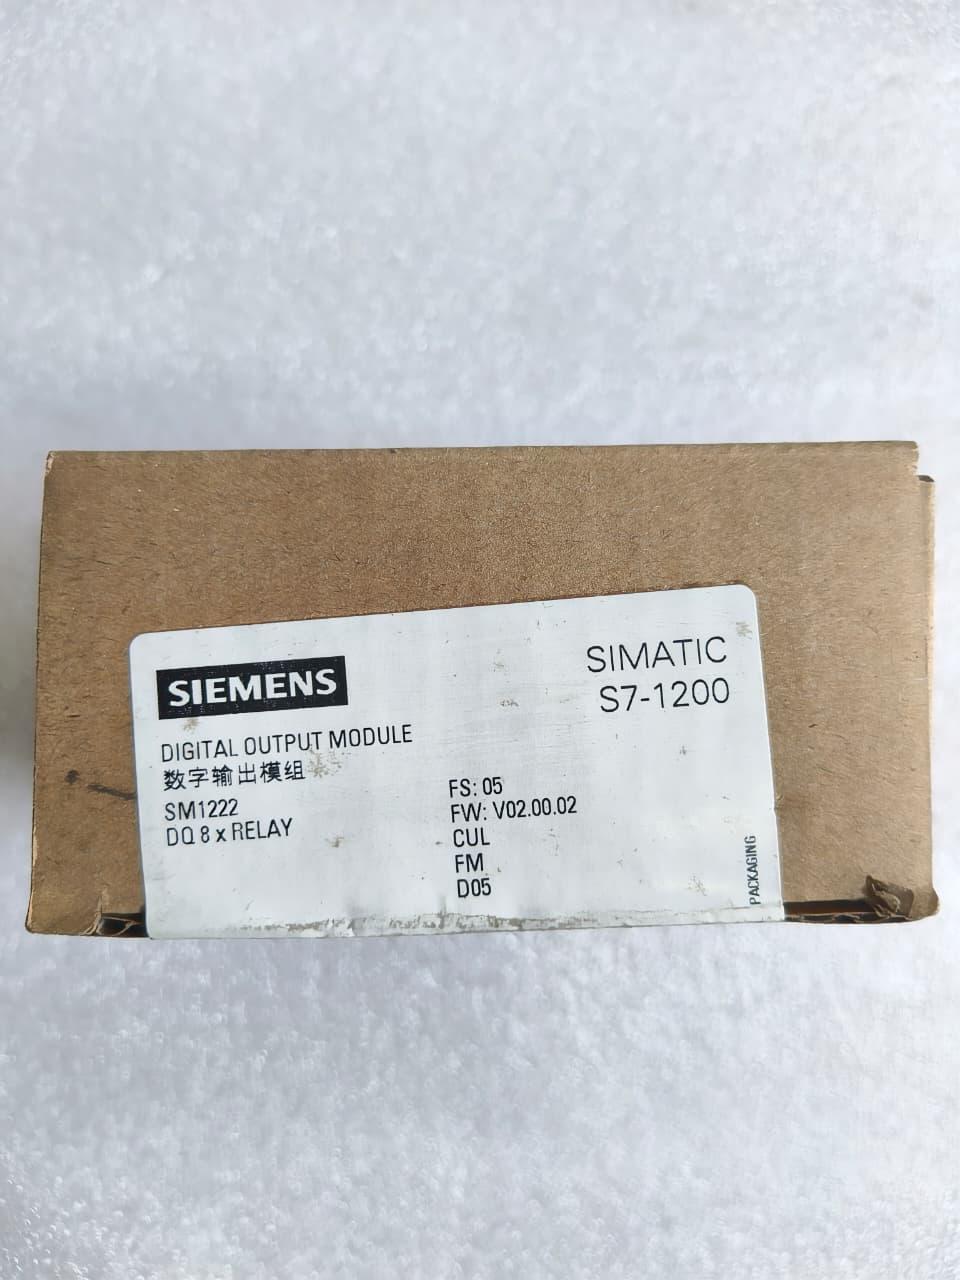 SIEMENS
SIMATIC
S7-1200
DIGITAL OUTPUT MODULE
数字输出模组
SM1222
DQ 8 x RELAY
FS: 05
FW: V02.00.02
CUL
FM
D05
PACKAGING